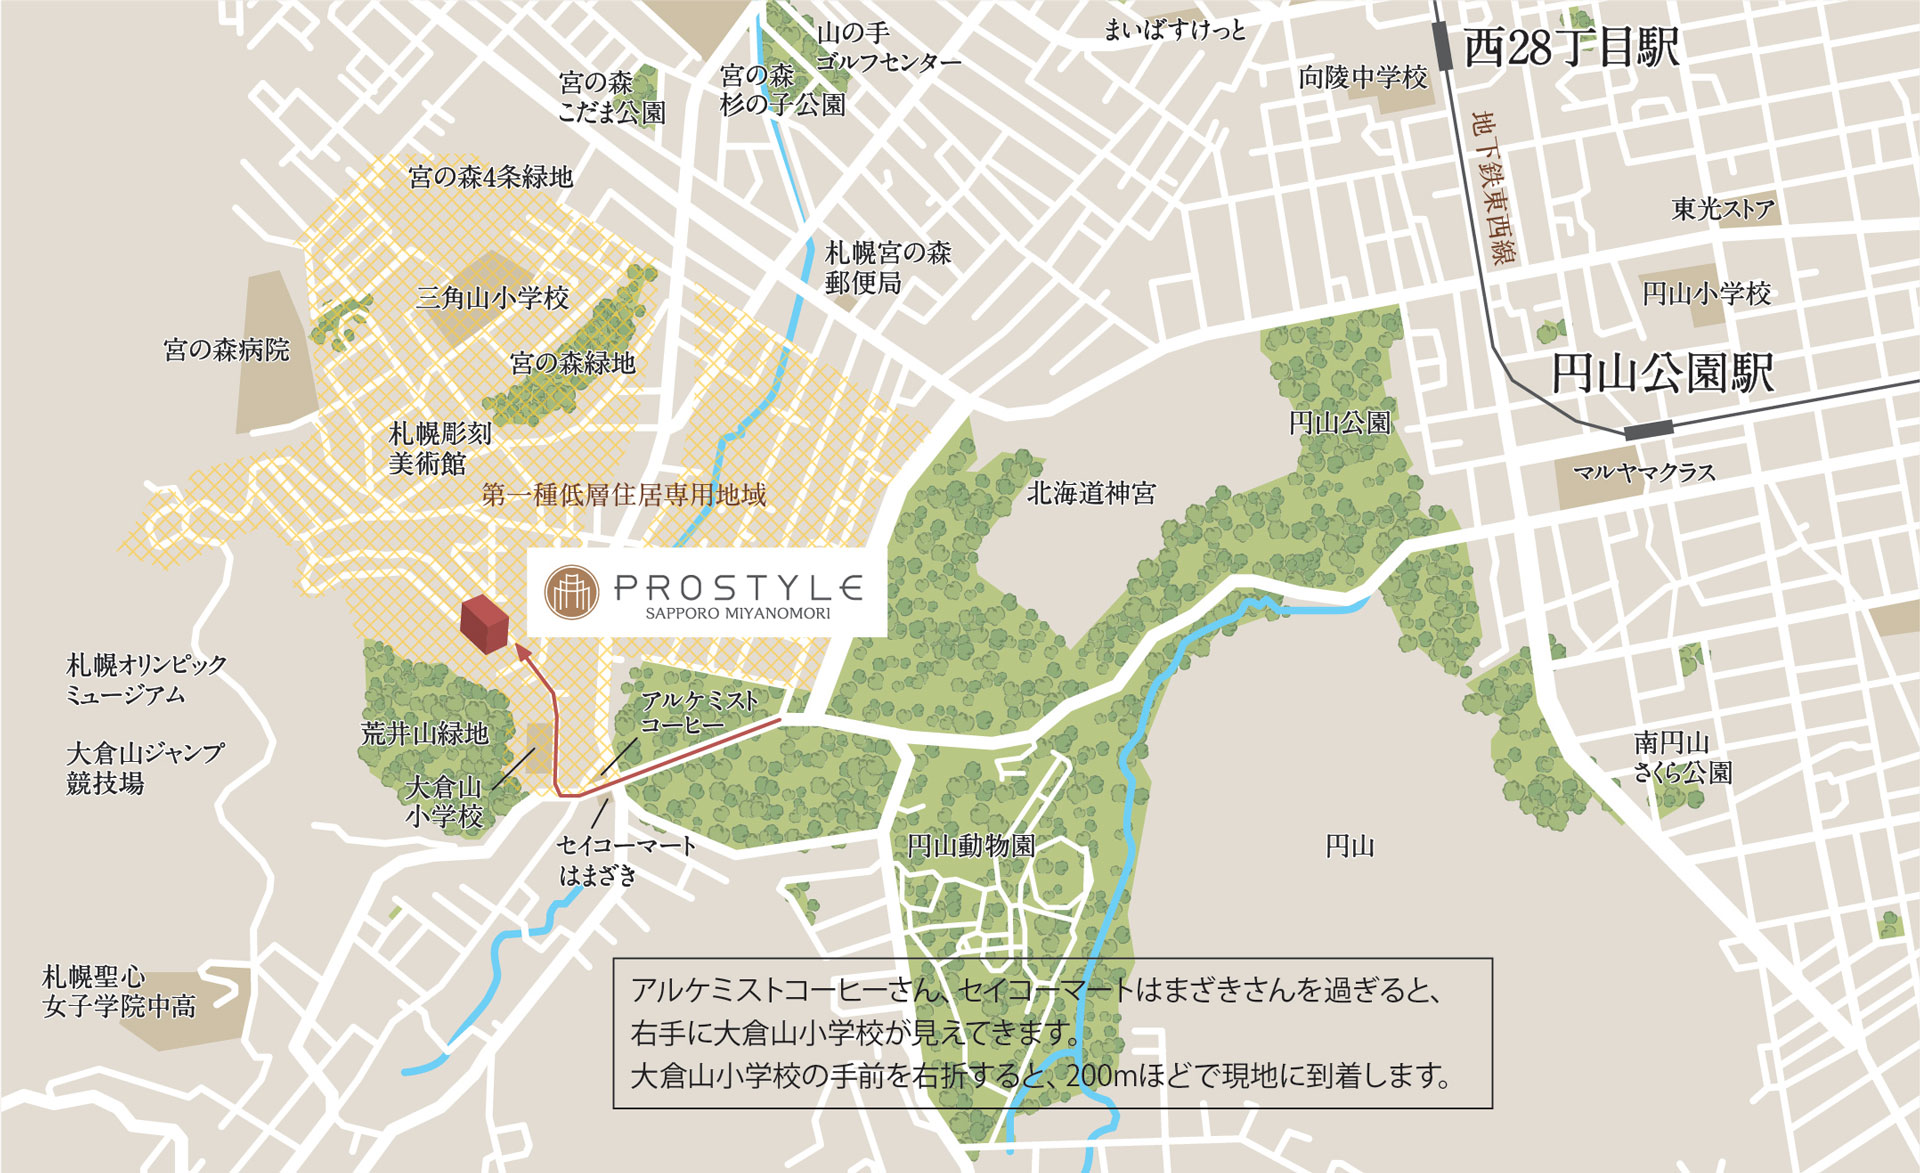 山の手
ゴルフセンター
まいばすけっと
西28丁目駅
向陵中学校
宮の森
こだま公園
宮の森
杉の子公園
地下鉄東西線
宮の森4条緑地
東光ストア
札幌宮の森
郵便局
三角山小学校
円山小学校
宮の森病院
宮の森緑地
円山公園駅
円山公園
札幌彫刻
美術館
マルヤマクラス
第一種低層住居専用地域
北海道神宮
PROSTYLE
SAPPORO MIYANOMORI
札幌オリンピック
ミュージアム
アルケミスト
コーヒー
荒井山緑地
大倉山ジャンプ
競技場
南円山
さくら公園
大倉山
小学校
セイコーマート
はまざき
円山動物園
円山
札幌聖心
女子学院中高
アルケミストコーヒーさん、セイコーマートはまざきさんを過ぎると、
右手に大倉山小学校が見えてきます。
大倉山小学校の手前を右折すると、200mほどで現地に到着します。